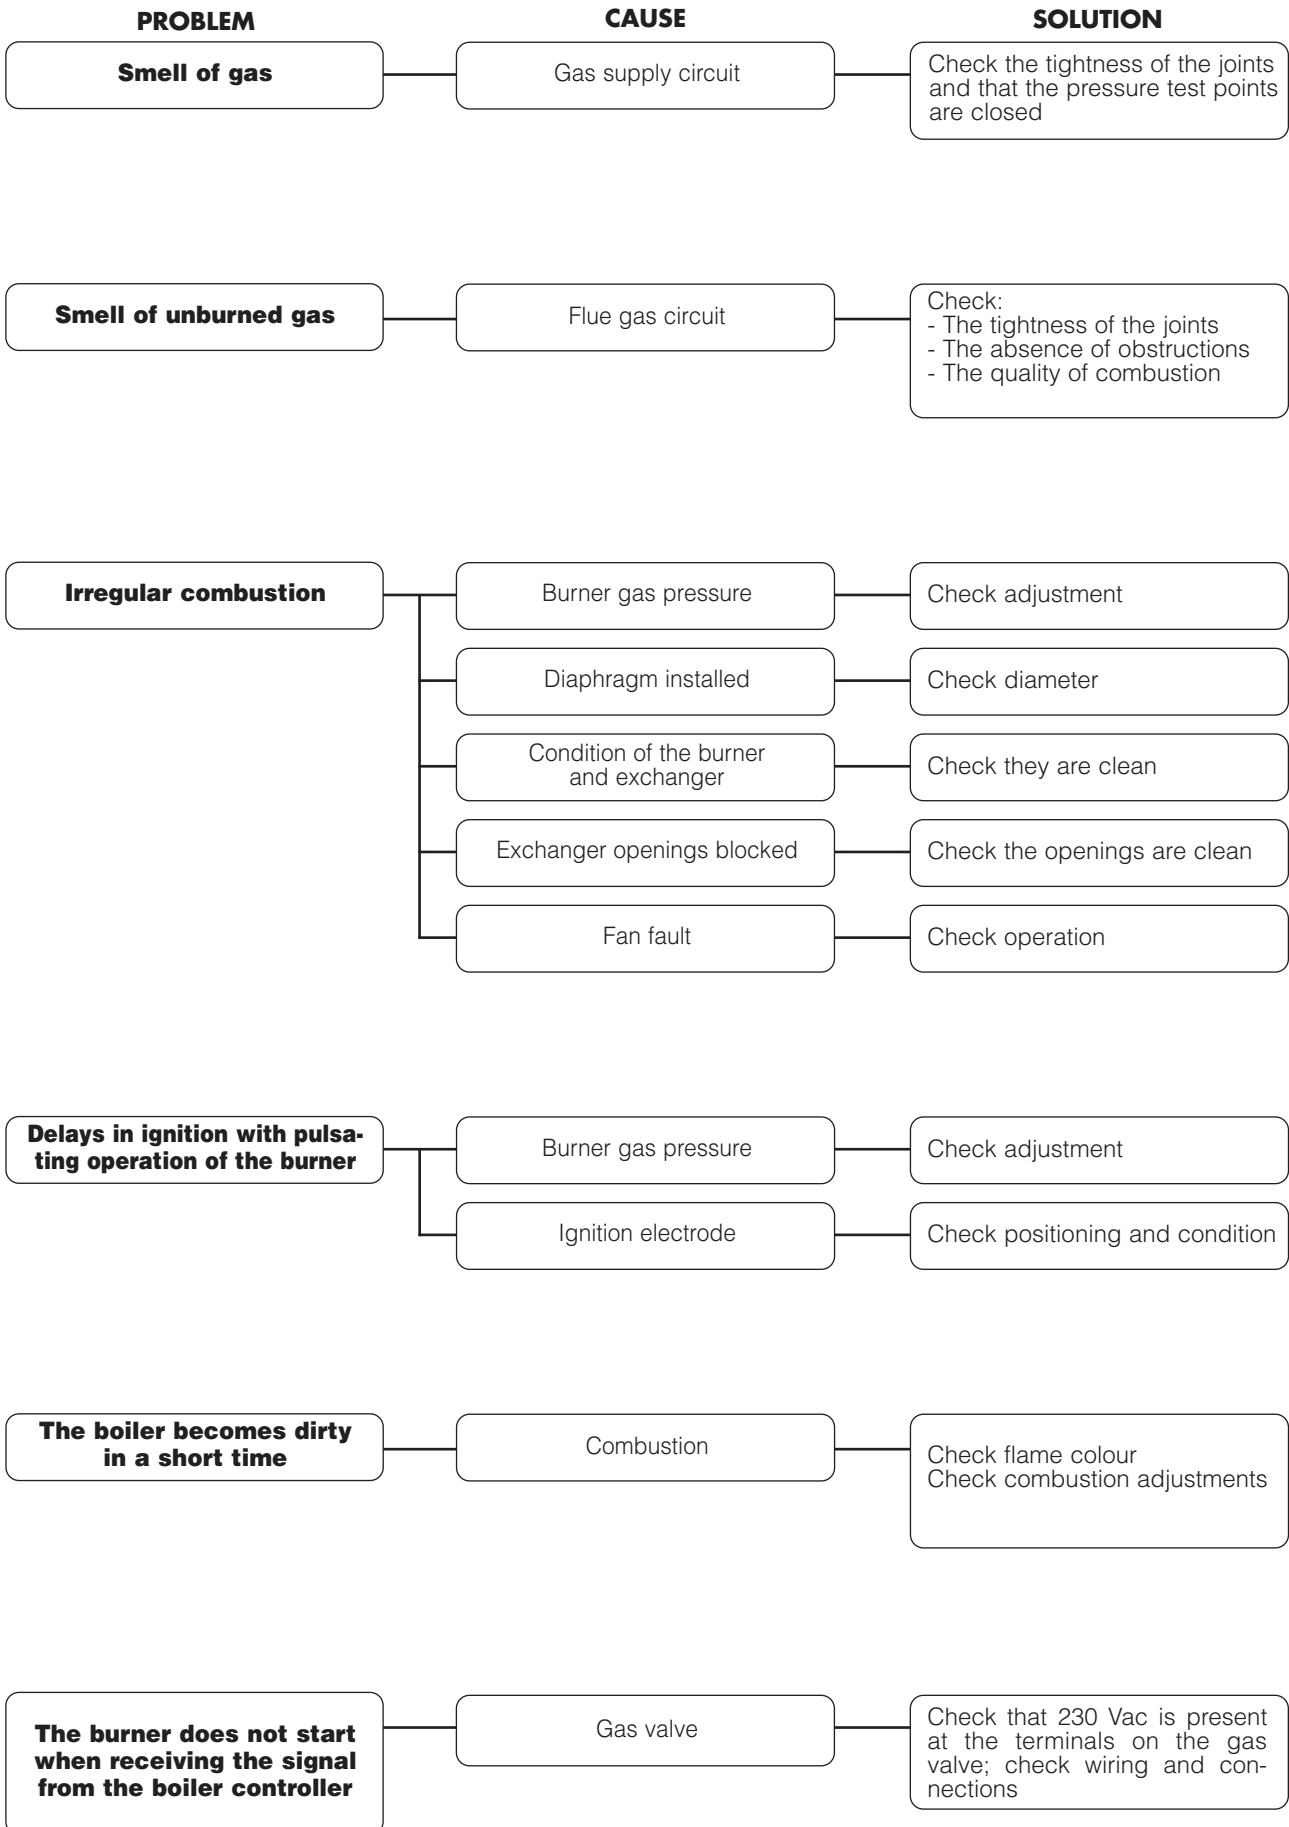 PROBLEM CAUSE SOLUTION
Smell of gas
Gas supply circuit
Check the tightness of the joints
and that the pressure test points
are closed
Smell of unburned gas
Flue gas circuit
Check:
- The tightness of the joints
- The absence of obstructions
- The quality of combustion
Irregular combustion
Burner gas pressure
Check adjustment
Diaphragm installed
Check diameter
Condition of the burner
and exchanger
Check they are clean
Exchanger openings blocked
Check the openings are clean
Fan fault
Check operation
Delays in ignition with pulsa-
ting operation of the burner
Burner gas pressure
Check adjustment
Ignition electrode
Check positioning and condition
The boiler becomes dirty
in a short time
Combustion
Check flame colour
Check combustion adjustments
The burner does not start
when receiving the signal
from the boiler controller
Gas valve
Check that 230 Vac is present
at the terminals on the gas
valve; check wiring and con-
nections